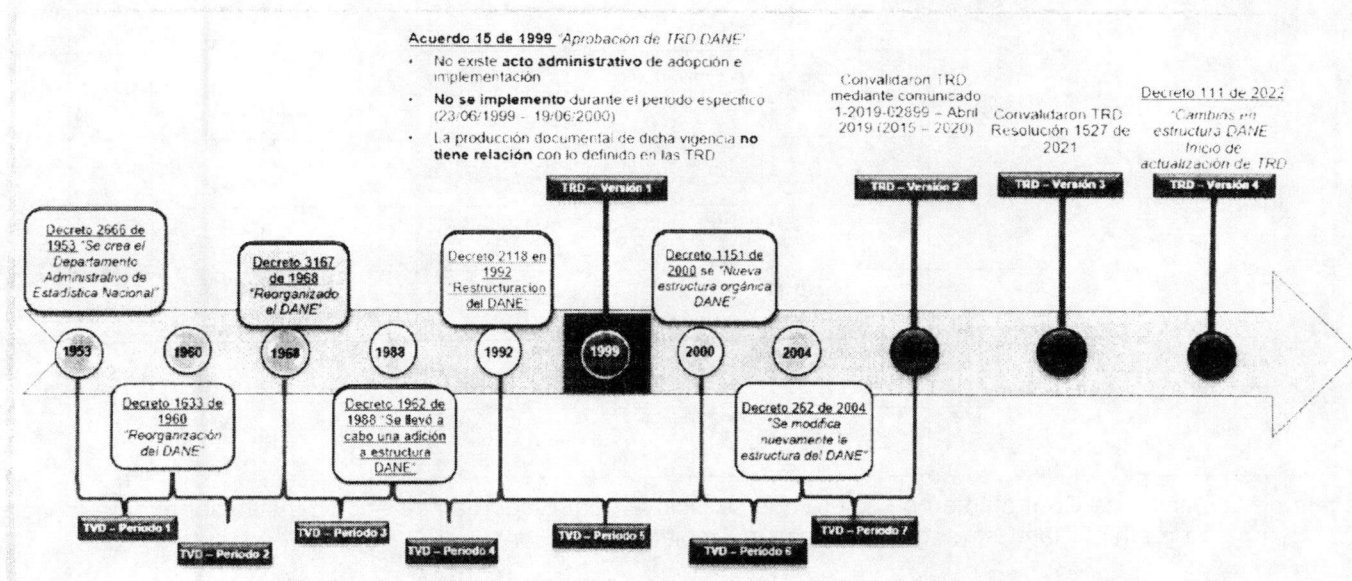 Acuerdo 15 de 1999 "Aprobación de TRD DANE"
• No existe acto administrativo de adopción e
implementación
• No se implemento durante el periodo especifico
(23/06/1999 - 19/06/2000)
• La producción documental de dicha vigencia no
tiene relación con lo definido en las TRD
Convalidaron TRD
mediante comunicado
1-2019-02899 – Abril
2019 (2015 – 2020)
Convalidaron TRD
Resolución 1527 de
2021
Decreto 111 de 2022
"Cambios en
estructura DANE
Inicio de
actualización de TRD
TRD – Versión 1
TRD – Versión 2
TRD – Versión 3
TRD – Versión 4
Decreto 2666 de
1953 "Se crea el
Departamento
Administrativo de
Estadística Nacional"
Decreto 3167
de 1968
"Reorganizado
el DANE"
Decreto 2118 en
1992
"Restructuración
del DANE
Decreto 1151 de
2000 se "Nueva
estructura orgánica
DANE"
1953
1960
1968
1988
1992
1999
2000
2004
Decreto 1633 de
1960
"Reorganización
del DANE"
Decreto 1962 de
1988 "Se llevó a
cabo una adición
a estructura
DANE"
Decreto 262 de 2004
"Se modifica
nuevamente la
estructura del DANE"
TVD – Periodo 1
TVD – Periodo 2
TVD – Periodo 3
TVD – Periodo 4
TVD – Periodo 5
TVD – Periodo 6
TVD – Periodo 7